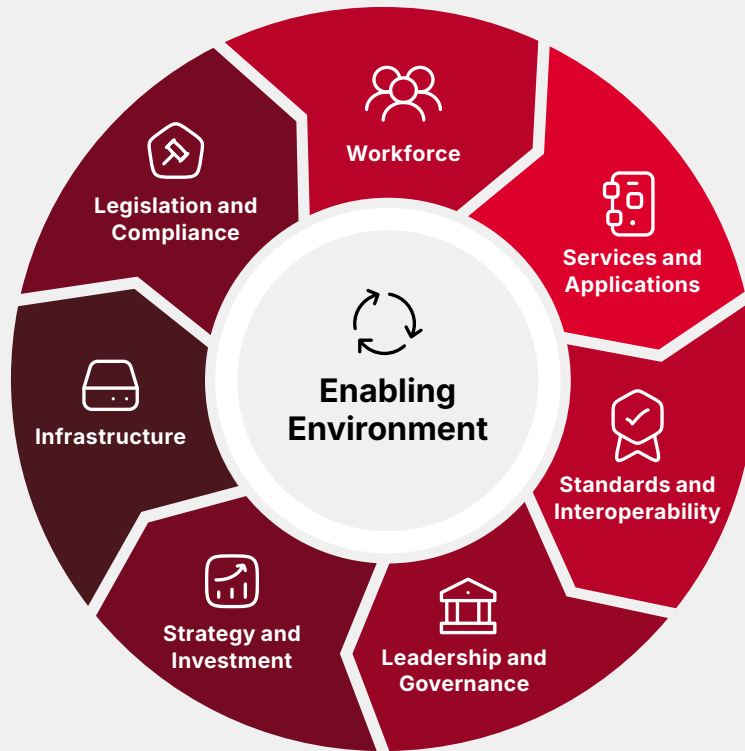 Workforce
Services and
Applications
Standards and
Interoperability
Leadership and
Governance
Strategy and
Investment
Infrastructure
Legislation and
Compliance
Enabling
Environment